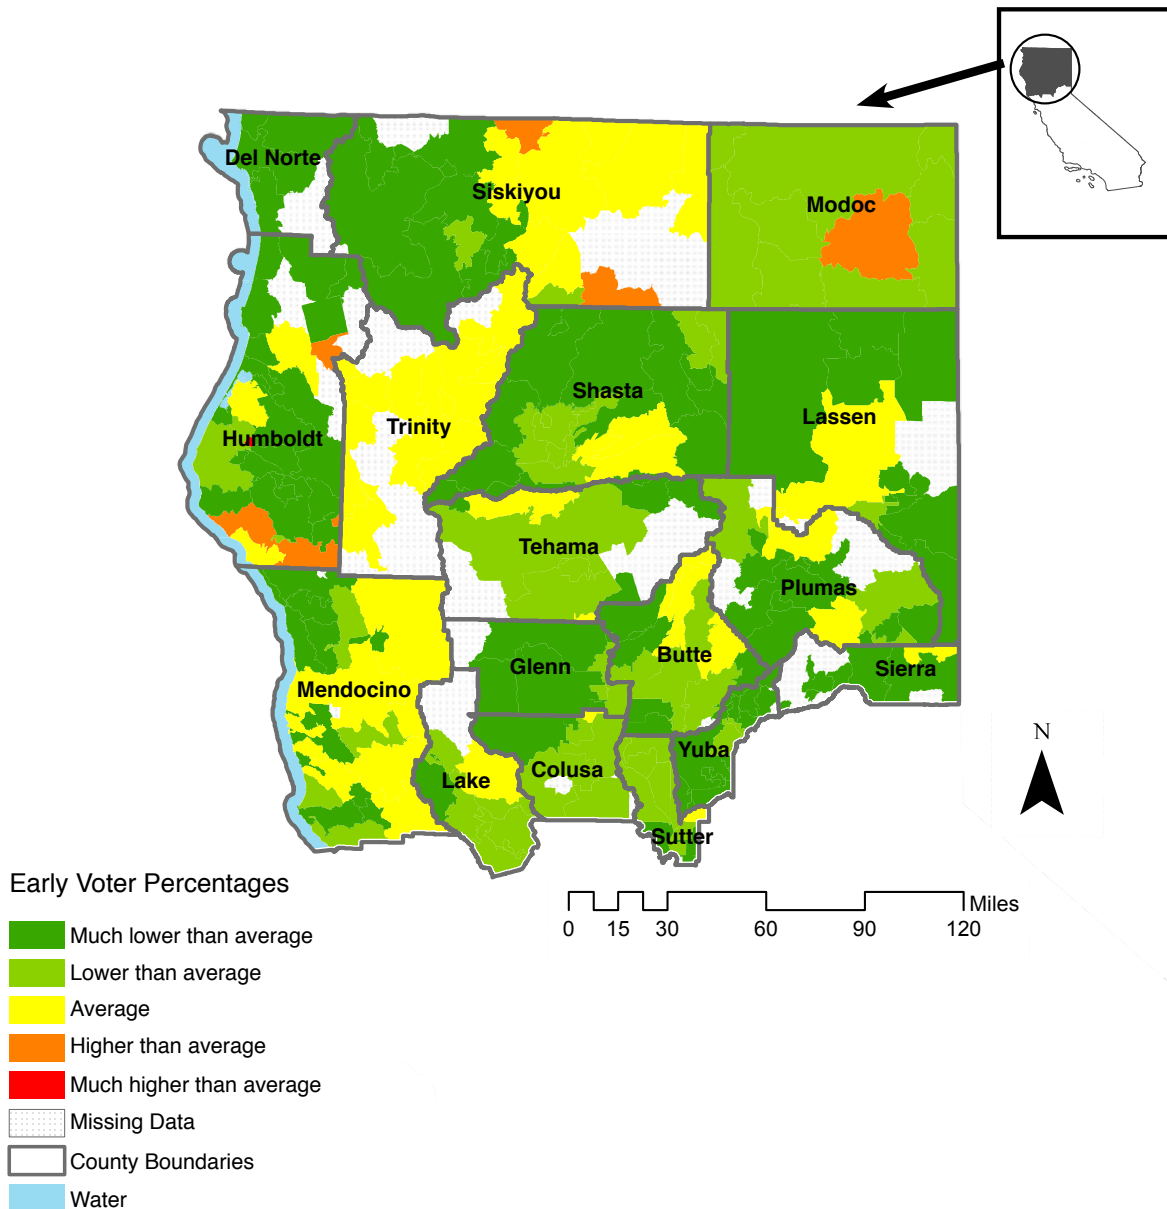 Del Norte
Siskiyou
Modoc
Shasta
Lassen
Trinity
Humboldt
Tehama
Plumas
Butte
Glenn
Sierra
Mendocino
Yuba
Colusa
Lake
Sutter
N
Early Voter Percentages
Much lower than average
Lower than average
Average
Higher than average
Much higher than average
Missing Data
County Boundaries
Water
Miles
0 15 30 60 90 120